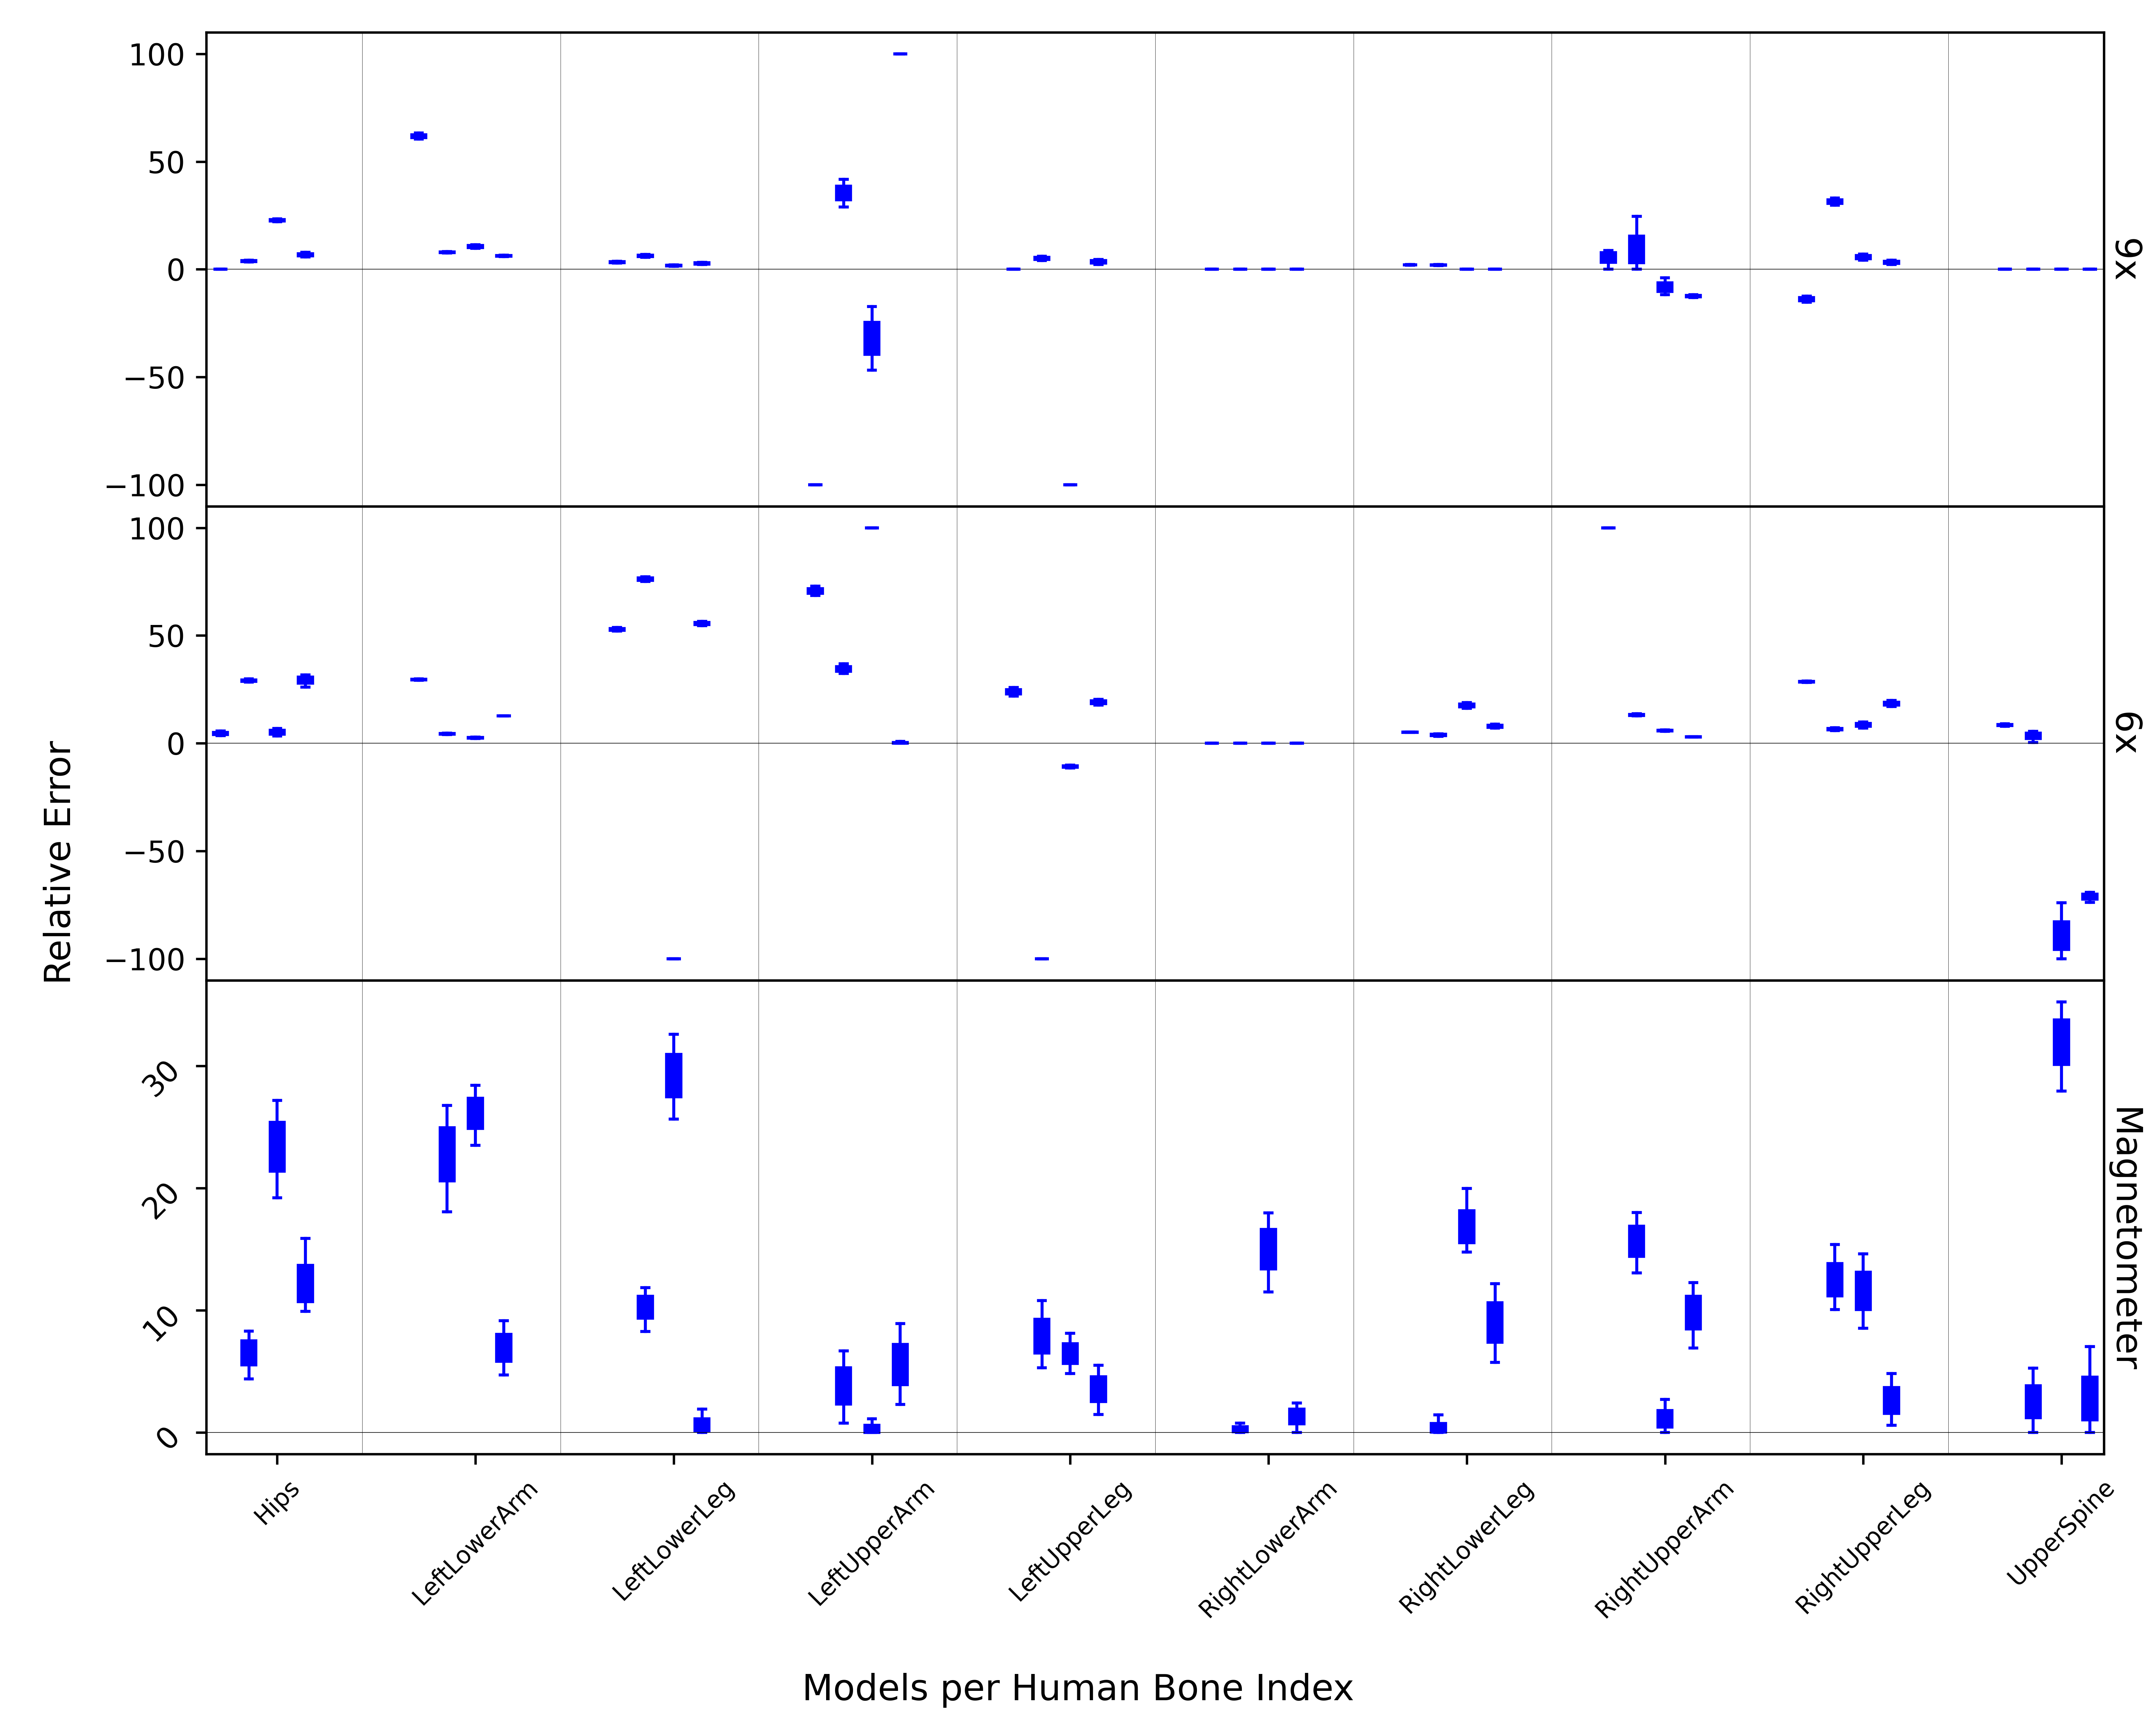 100
50
0
−50
−100
9x
100
50
0
−50
−100
6x
Relative Error
30
20
10
0
Magnetometer
Hips
LeftLowerArm
LeftLowerLeg
LeftUpperArm
LeftUpperLeg
RightLowerArm
RightLowerLeg
RightUpperArm
RightUpperLeg
UpperSpine
Models per Human Bone Index